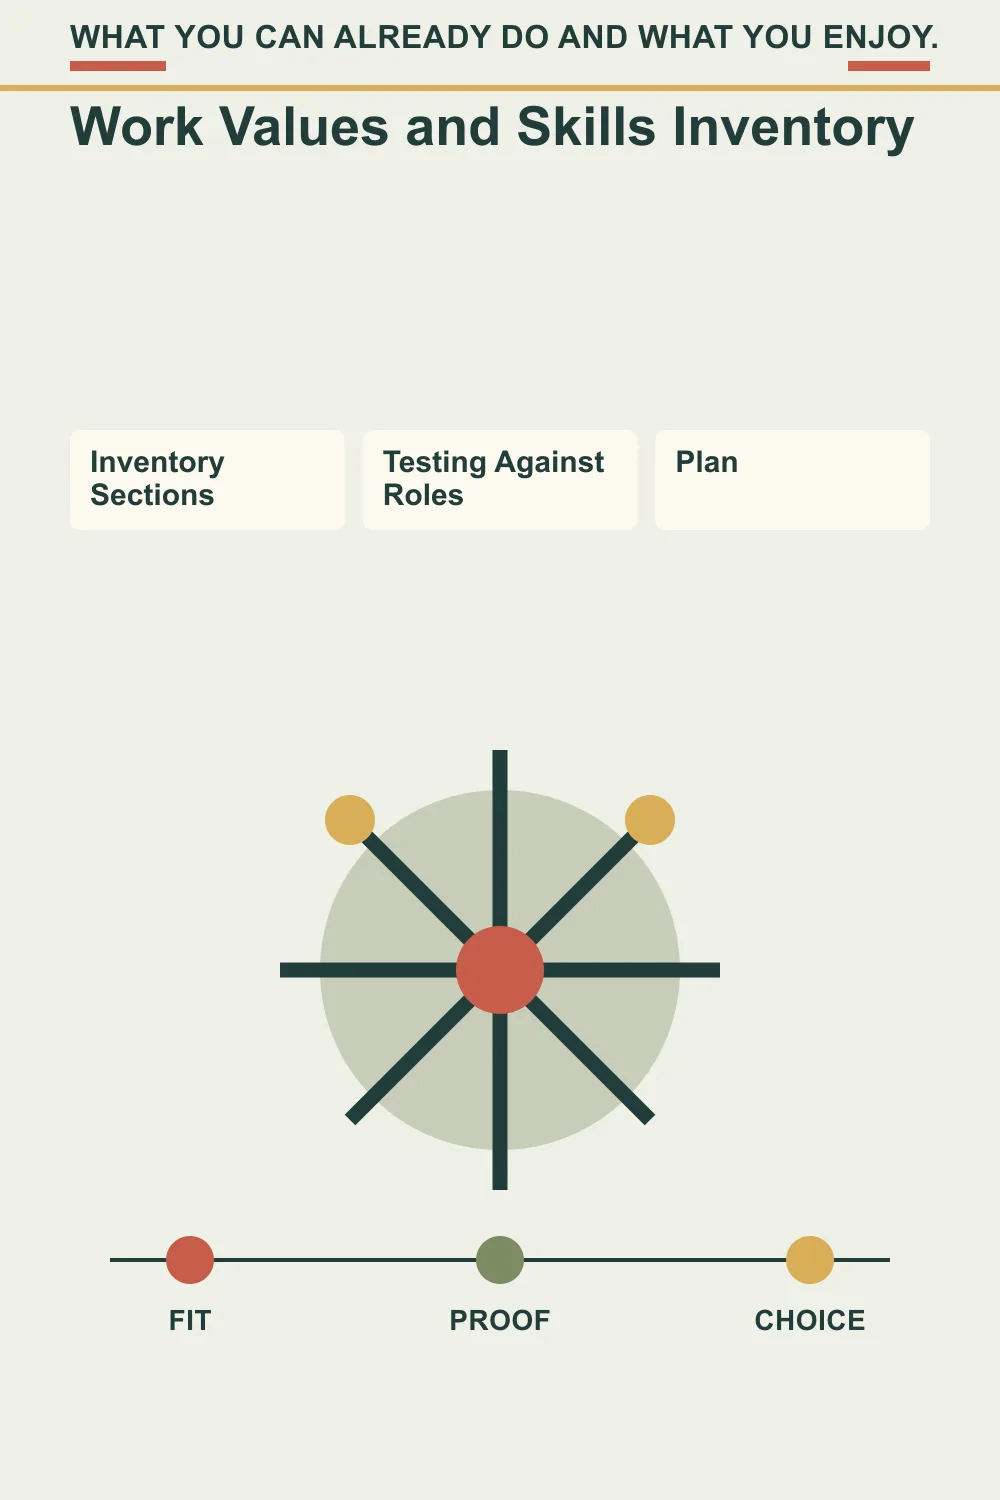 WHAT YOU CAN ALREADY DO AND WHAT YOU ENJOY.
Work Values and Skills Inventory
Inventory
Sections
Testing Against
Roles
Plan
FIT
PROOF
CHOICE